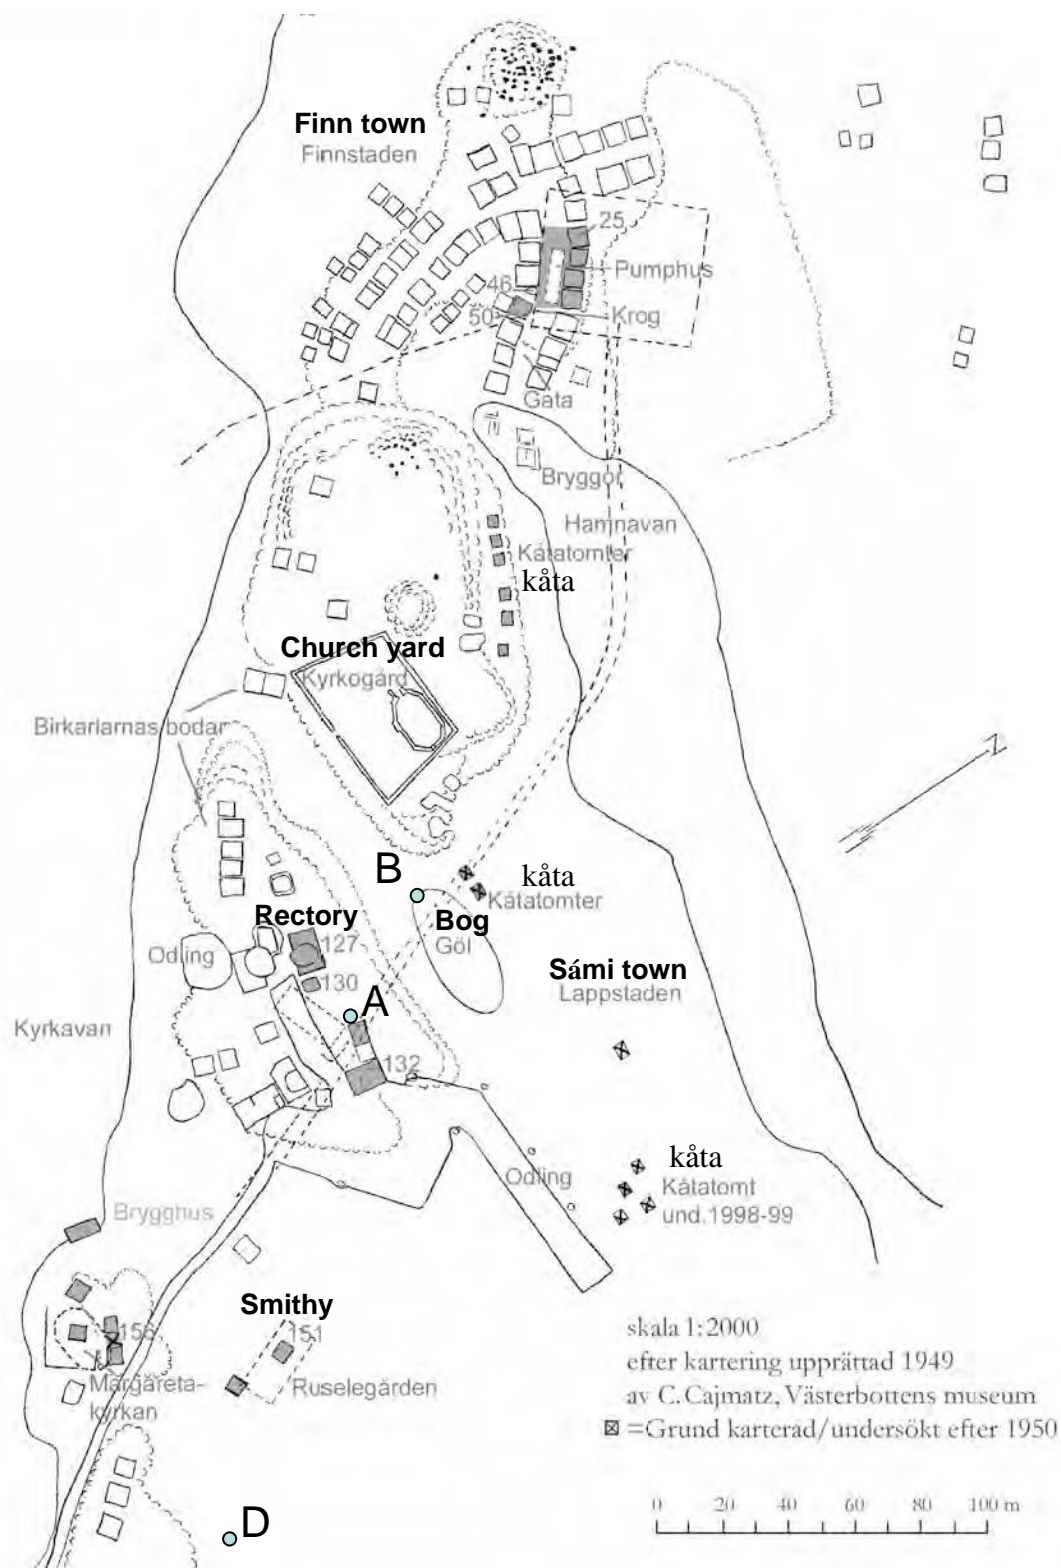 Finn town
Finnstaden
25
Pumphus
46
50
Krog
Gata
Bryggor
Hamnavan
Kåtatomter
kåta
Church yard
Kyrkogård
Birkarlarnas bodar
N
B
kåta
Kåtatomter
Rectory
Bog
Göl
127
Odling
130
Sámi town
Lappstaden
A
Kyrkavan
132
kåta
Odling
Kåtatomt
und.1998-99
Brygghus
Smithy
151
156
Margareta-
kyrkan
Ruselegården
skala 1:2000
efter kartering upprättad 1949
av C. Cajmatz, Västerbottens museum
=Grund karterad/undersökt efter 1950
0 20 40 60 80 100 m
D